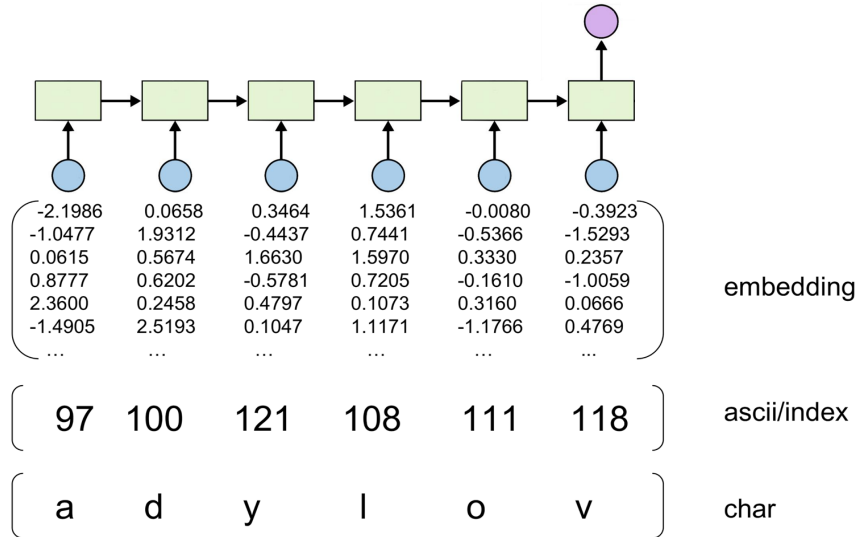 -2.1986 0.0658 0.3464 1.5361 -0.0080 -0.3923
-1.0477 1.9312 -0.4437 0.7441 -0.5366 -1.5293
0.0615 0.5674 1.6630 1.5970 0.3330 0.2357
0.8777 0.6202 -0.5781 0.7205 -0.1610 -1.0059
embedding
2.3600 0.2458 0.4797 0.1073 0.3160 0.0666
-1.4905 2.5193 0.1047 1.1171 -1.1766 0.4769
... ... ... ... ... ...
97 100 121 108 111 118 ascii/index
a d y l o v char